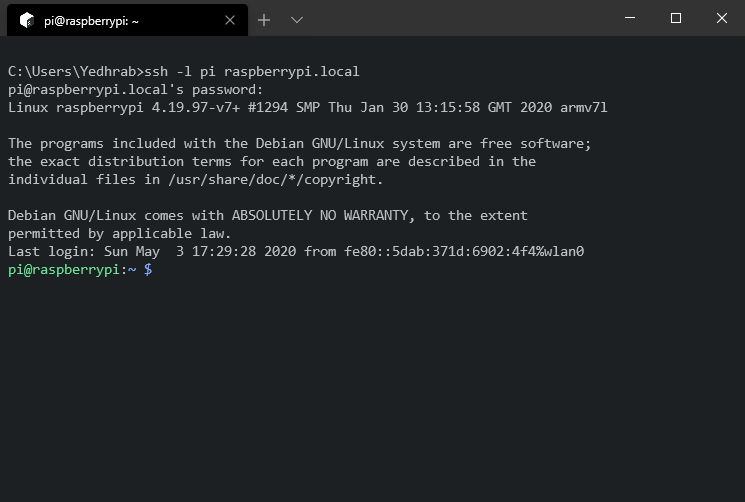 pi@raspberrypi: ~
C:\Users\Yedhrab>ssh -l pi raspberrypi.local
pi@raspberrypi.local's password:
Linux raspberrypi 4.19.97-v7+ #1294 SMP Thu Jan 30 13:15:58 GMT 2020 armv7l
The programs included with the Debian GNU/Linux system are free software;
the exact distribution terms for each program are described in the
individual files in /usr/share/doc/*/copyright.
Debian GNU/Linux comes with ABSOLUTELY NO WARRANTY, to the extent
permitted by applicable law.
Last login: Sun May  3 17:29:28 2020 from fe80::5dab:371d:6902:4f4%wlan0
pi@raspberrypi:~ $